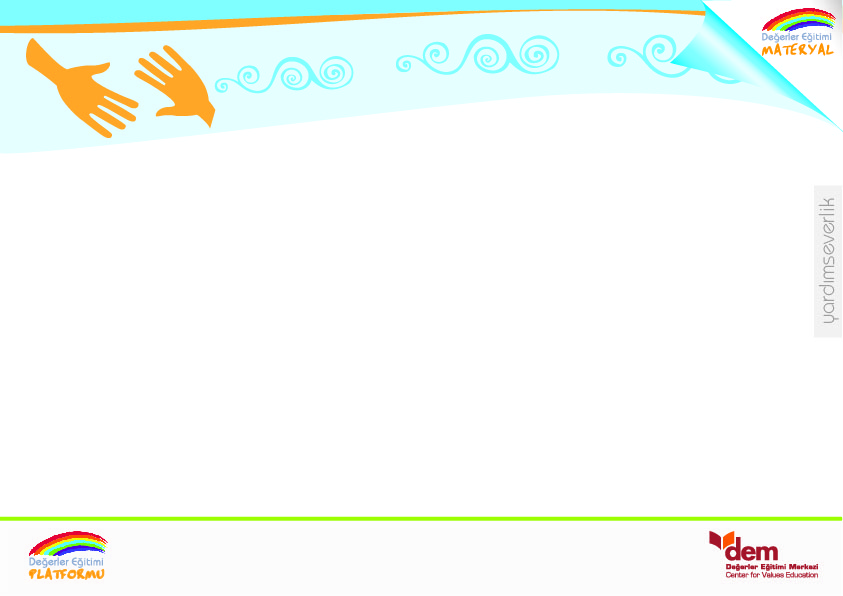 Değerler Eğitimi
MATERYAL
yardımseverlik
Değerler Eğitimi
PLATFORMU
dem
Değerler Eğitimi Merkezi
Center for Values Education